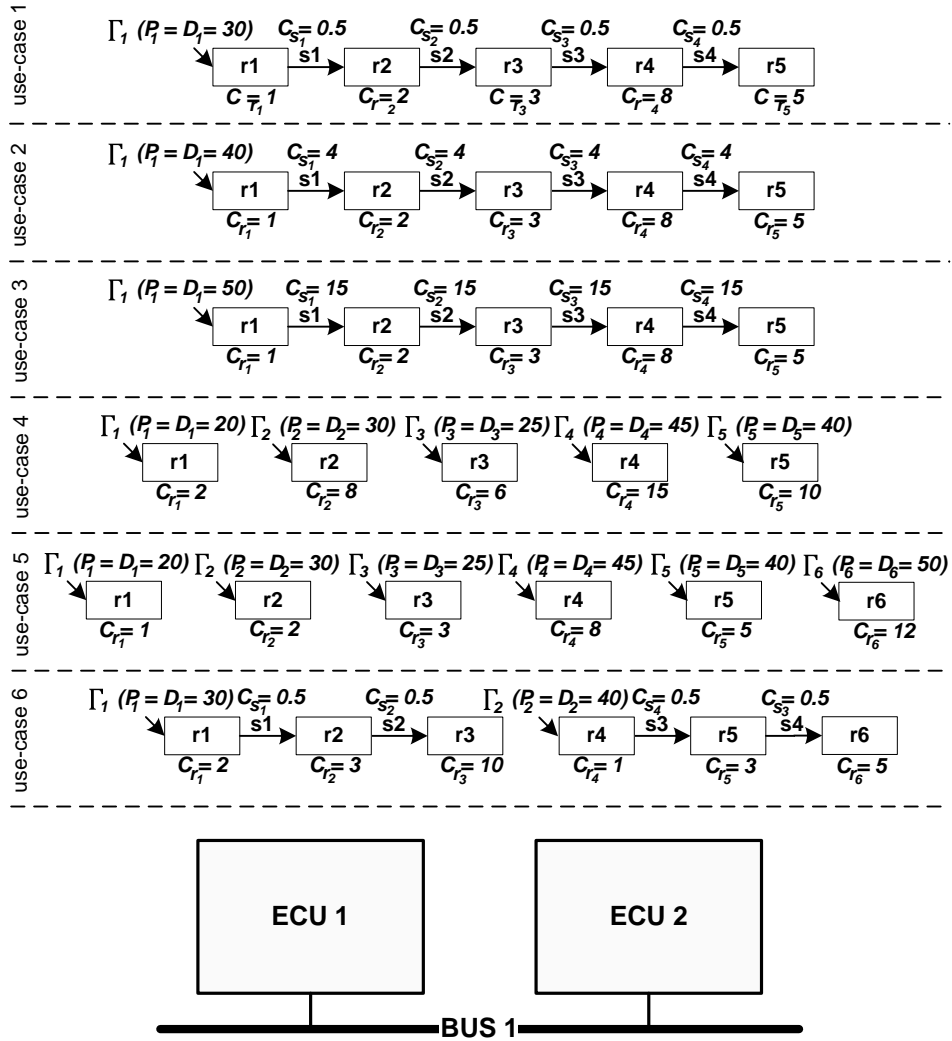 use-case 1
Γ₁ (P₁ = D₁= 30) Cₛ₁= 0.5 Cₛ₂= 0.5 Cₛ₃= 0.5 Cₛ₄= 0.5
r1 s1 r2 s2 r3 s3 r4 s4 r5
C r₁= 1 Cr₂= 2 C r₃= 3 Cr₄= 8 C r₅= 5
use-case 2
Γ₁ (P₁ = D₁= 40) Cₛ₁= 4 Cₛ₂= 4 Cₛ₃= 4 Cₛ₄= 4
r1 s1 r2 s2 r3 s3 r4 s4 r5
Cr₁= 1 Cr₂= 2 Cr₃= 3 Cr₄= 8 Cr₅= 5
use-case 3
Γ₁ (P₁ = D₁= 50) Cₛ₁= 15 Cₛ₂= 15 Cₛ₃= 15 Cₛ₄= 15
r1 s1 r2 s2 r3 s3 r4 s4 r5
Cr₁= 1 Cr₂= 2 Cr₃= 3 Cr₄= 8 Cr₅= 5
use-case 4
Γ₁ (P₁ = D₁= 20) Γ₂ (P₂ = D₂= 30) Γ₃ (P₃ = D₃= 25) Γ₄ (P₄ = D₄= 45) Γ₅ (P₅ = D₅= 40)
r1 r2 r3 r4 r5
Cr₁= 2 Cr₂= 8 Cr₃= 6 Cr₄= 15 Cr₅= 10
use-case 5
Γ₁ (P₁ = D₁= 20) Γ₂ (P₂ = D₂= 30) Γ₃ (P₃ = D₃= 25) Γ₄ (P₄ = D₄= 45) Γ₅ (P₅ = D₅= 40) Γ₆ (P₆ = D₆= 50)
r1 r2 r3 r4 r5 r6
Cr₁= 1 Cr₂= 2 Cr₃= 3 Cr₄= 8 Cr₅= 5 Cr₆= 12
use-case 6
Γ₁ (P₁ = D₁= 30) Cₛ₁= 0.5 Cₛ₂= 0.5 Γ₂ (P₂ = D₂= 40) Cₛ₄= 0.5 Cₛ₃= 0.5
r1 s1 r2 s2 r3 r4 s3 r5 s4 r6
Cr₁= 2 Cr₂= 3 Cr₃= 10 Cr₄= 1 Cr₅= 3 Cr₆= 5
ECU 1 ECU 2
BUS 1